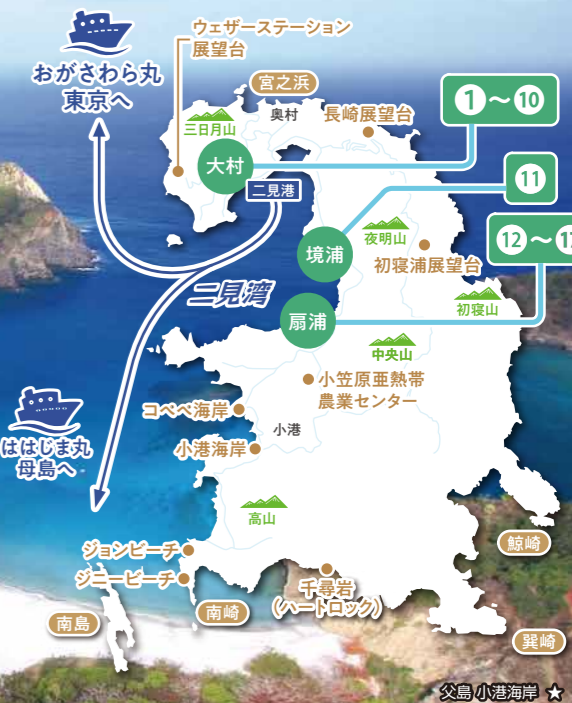 ウェザーステーション
展望台
おがさわら丸
東京へ
宮之浜
奥村
長崎展望台
三日月山
大村
1～10
二見港
11
夜明山
境浦
初寝浦展望台
12～17
二見湾
扇浦
初寝山
中央山
小笠原亜熱帯
農業センター
コペペ海岸
小港
小港海岸
ははじま丸
母島へ
高山
鯨崎
ジョンビーチ
ジニービーチ
千尋岩
（ハートロック）
南島
南崎
巽崎
父島 小港海岸 ★